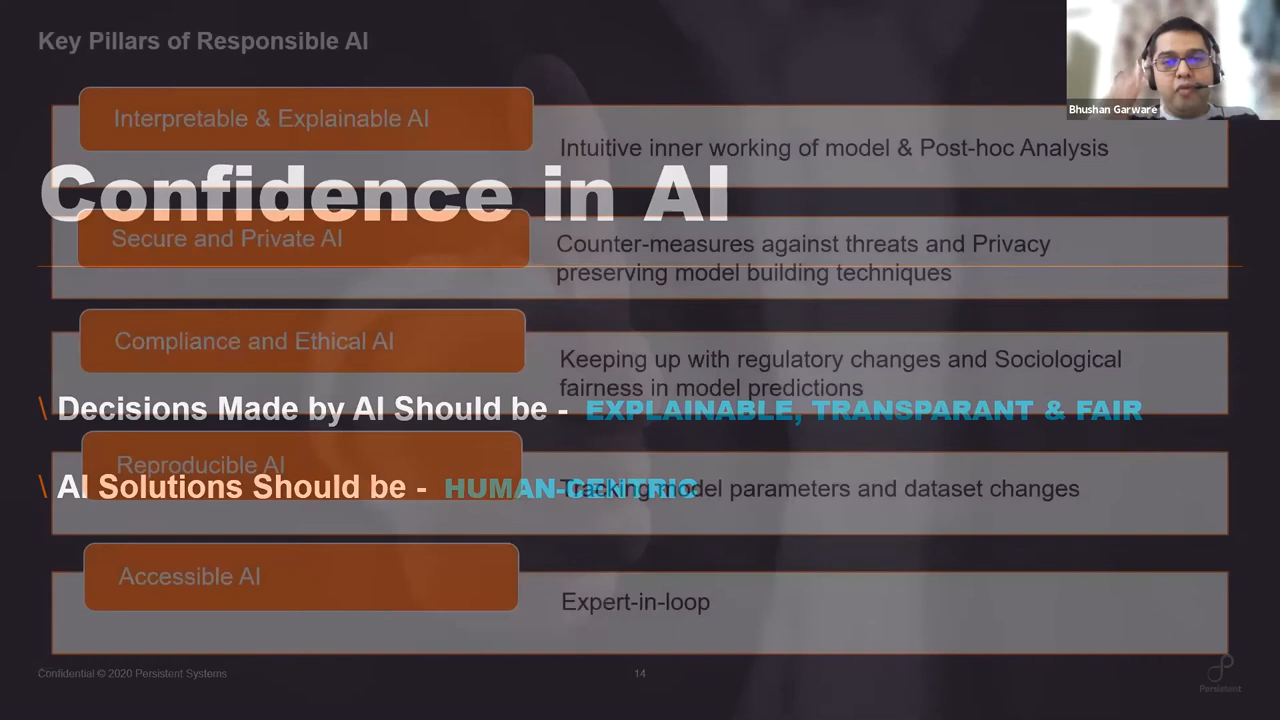 Key Pillars of Responsible AI
Bhushan Garware
Interpretable & Explainable AI
Intuitive inner working of model & Post-hoc Analysis
Confidence in AI
Secure and Private AI
Counter-measures against threats and Privacy
preserving model building techniques
Compliance and Ethical AI
Keeping up with regulatory changes and Sociological
fairness in model predictions
\ Decisions Made by AI Should be - EXPLAINABLE, TRANSPARANT & FAIR
Reproducible AI
\ AI Solutions Should be - HUMAN-CENTRIC
Tracking model parameters and dataset changes
Accessible AI
Expert-in-loop
Confidential © 2020 Persistent Systems
14
Persistent